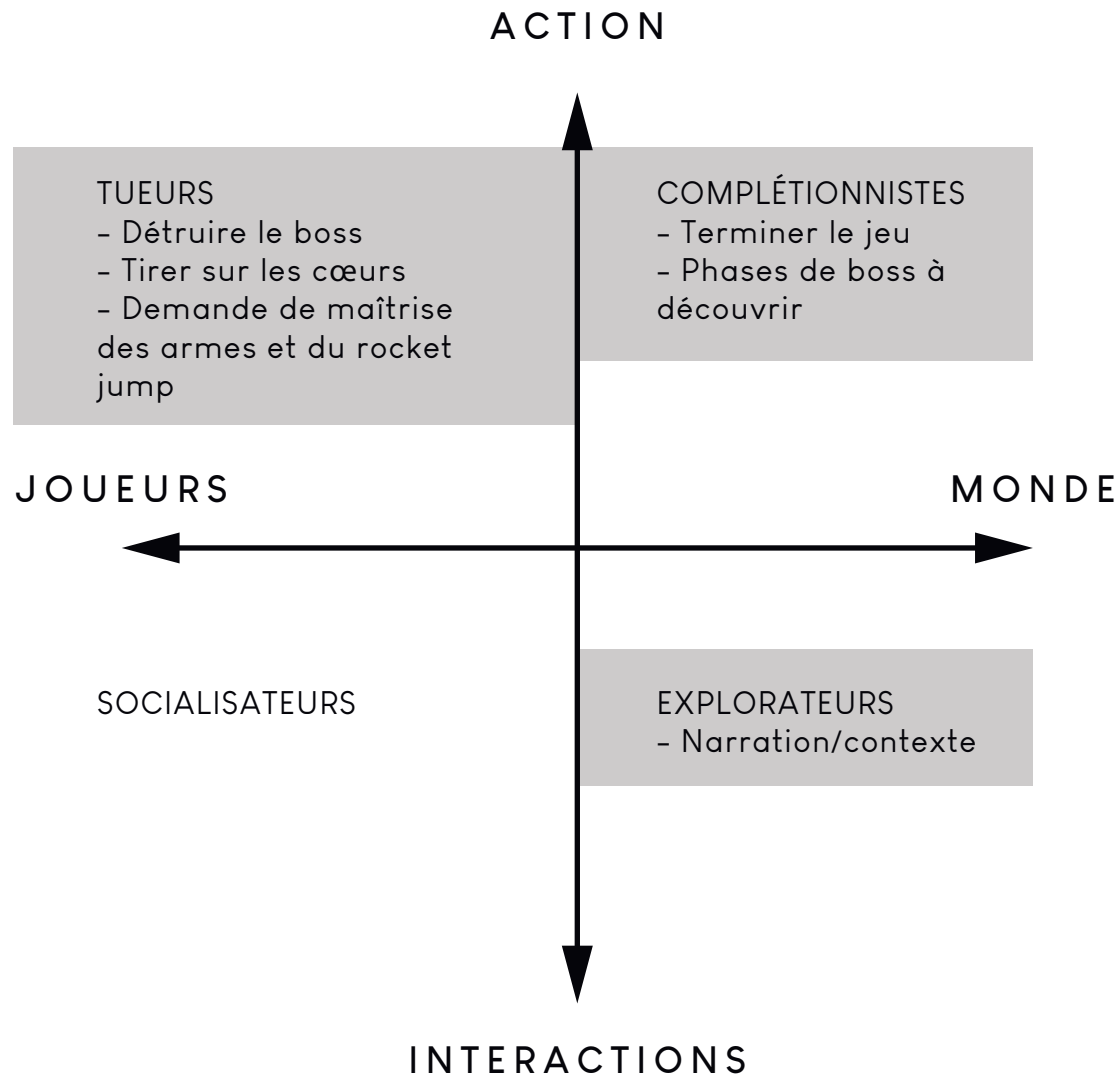 ACTION
TUEURS
- Détruire le boss
- Tirer sur les cœurs
- Demande de maîtrise
des armes et du rocket
jump
COMPLÉTIONNISTES
- Terminer le jeu
- Phases de boss à
découvrir
JOUEURS
MONDE
SOCIALISATEURS
EXPLORATEURS
- Narration/contexte
INTERACTIONS